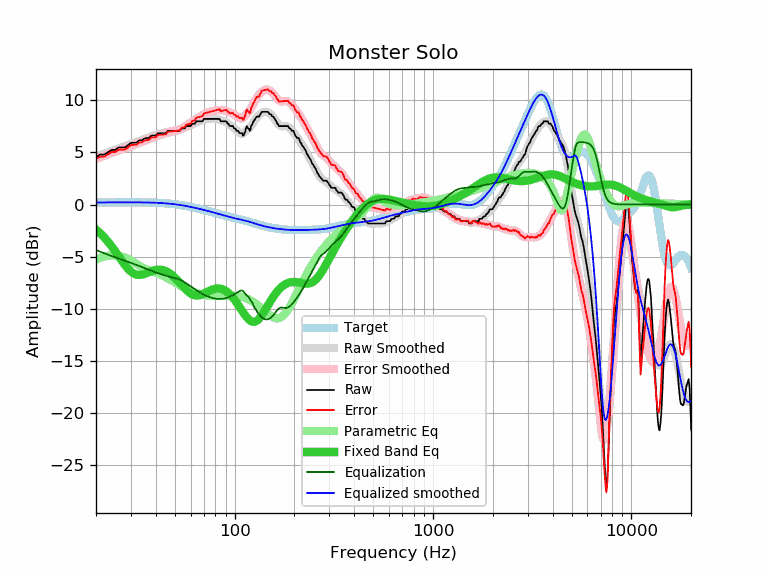 Monster Solo
10
5
0
−5
−10
−15
−20
−25
Amplitude (dBr)
Target
Raw Smoothed
Error Smoothed
Raw
Error
Parametric Eq
Fixed Band Eq
Equalization
Equalized smoothed
100
1000
10000
Frequency (Hz)